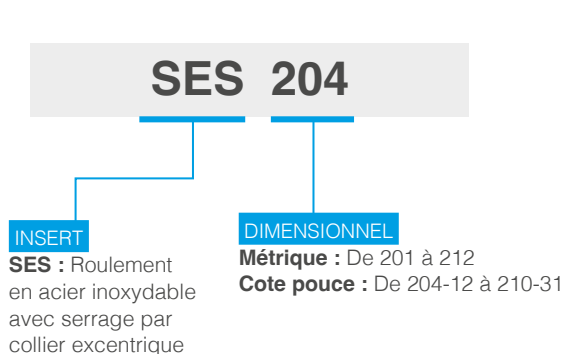 SES 204
INSERT
SES : Roulement
en acier inoxydable
avec serrage par
collier excentrique
DIMENSIONNEL
Métrique : De 201 à 212
Cote pouce : De 204-12 à 210-31